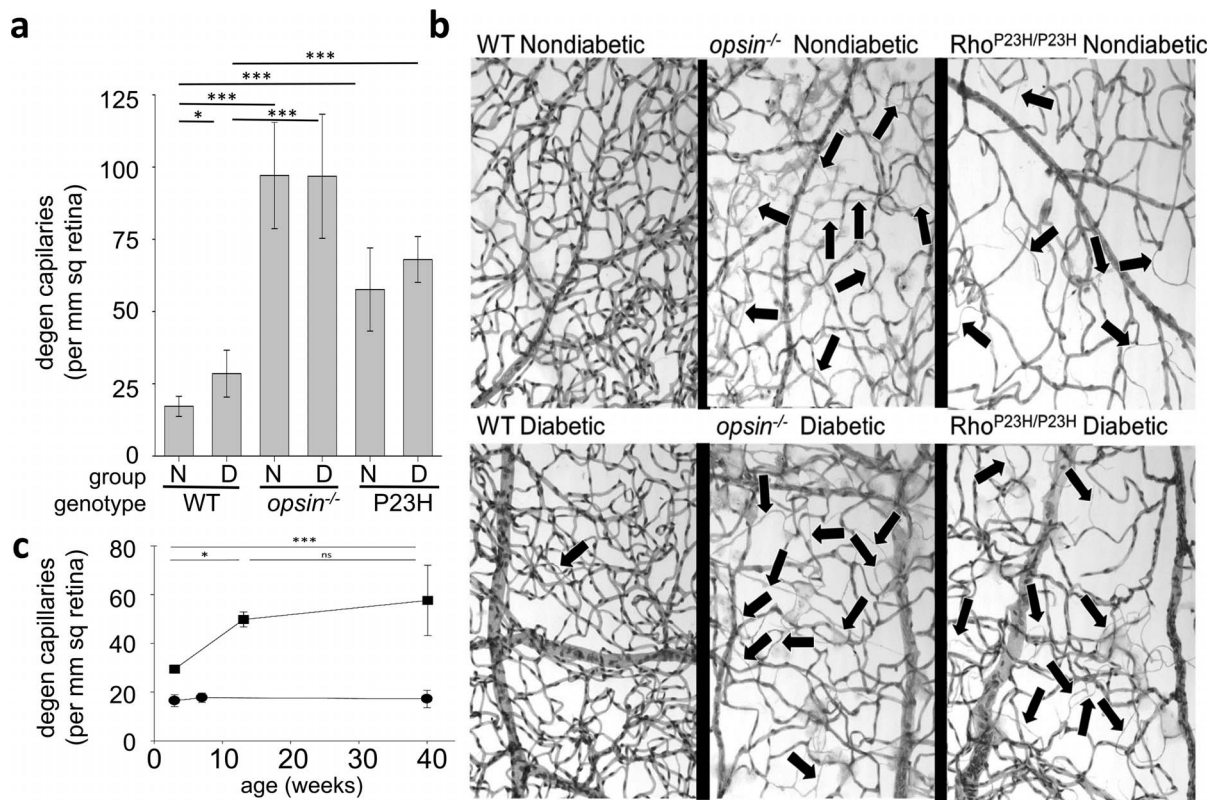 a
***
***
***
*
***
125
100
75
50
25
0
degen capillaries
(per mm sq retina)
group N D N D N D
genotype WT opsin-/- P23H
b
WT Nondiabetic
opsin-/- Nondiabetic
RhoP23H/P23H Nondiabetic
WT Diabetic
opsin-/- Diabetic
RhoP23H/P23H Diabetic
c
***
*
ns
80
60
40
20
0
degen capillaries
(per mm sq retina)
0 10 20 30 40
age (weeks)